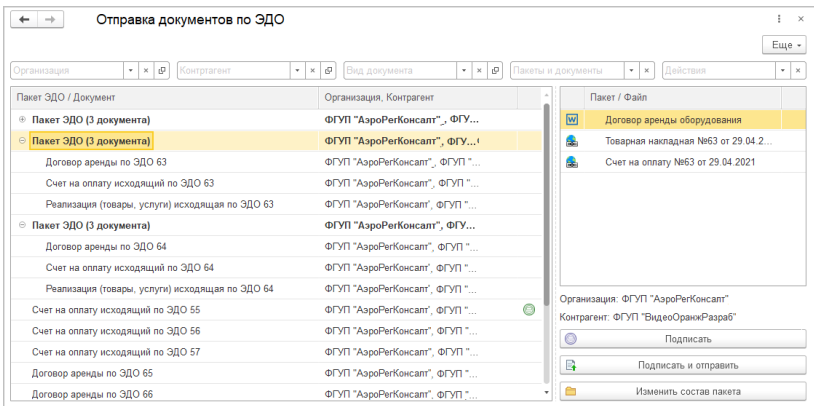 Отправка документов по ЭДО
Еще
Организация
Контрагент
Вид документа
Пакеты и документы
Действия
Пакет ЭДО / Документ
Организация, Контрагент
Пакет ЭДО (3 документа) ФГУП "АэроРегКонсалт"., ФГУ...
Пакет ЭДО (3 документа) ФГУП "АэроРегКонсалт", ФГУ...
Договор аренды по ЭДО 63 ФГУП "АэроРегКонсалт"., ФГУП "...
Счет на оплату исходящий по ЭДО 63 ФГУП "АэроРегКонсалт", ФГУП "...
Реализация (товары, услуги) исходящая по ЭДО 63 ФГУП "АэроРегКонсалт', ФГУП "...
Пакет ЭДО (3 документа) ФГУП "АэроРегКонсалт", ФГУ...
Договор аренды по ЭДО 64 ФГУП "АэроРегКонсалт", ФГУП "...
Счет на оплату исходящий по ЭДО 64 ФГУП "АэроРегКонсалт', ФГУП "...
Реализация (товары, услуги) исходящая по ЭДО 64 ФГУП "АэроРегКонсалт', ФГУП "...
Счет на оплату исходящий по ЭДО 55 ФГУП "АэроРегКонсалт', ФГУП "...
Счет на оплату исходящий по ЭДО 56 ФГУП "АэроРегКонсалт", ФГУП "...
Счет на оплату исходящий по ЭДО 57 ФГУП "АэроРегКонсалт", ФГУП "...
Договор аренды по ЭДО 65 ФГУП "АэроРегКонсалт', ФГУП "...
Договор аренды по ЭДО 66 ФГУП "АэроРегКонсалт", ФГУП "...
Пакет / Файл
Договор аренды оборудования
Товарная накладная №63 от 29.04.2...
Счет на оплату №63 от 29.04.2021
Организация: ФГУП "АэроРегКонсалт"
Контрагент: ФГУП "ВидеоОранжРазраб"
Подписать
Подписать и отправить
Изменить состав пакета